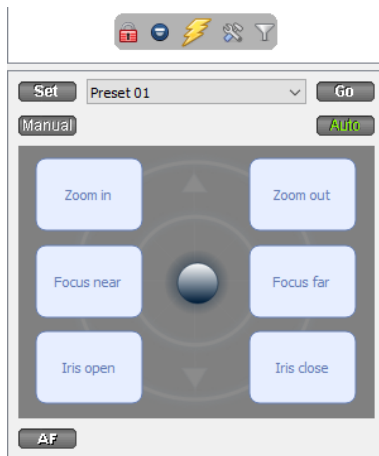 Set Preset 01 Go
Manual Auto
Zoom in Zoom out
Focus near Focus far
Iris open Iris close
AF